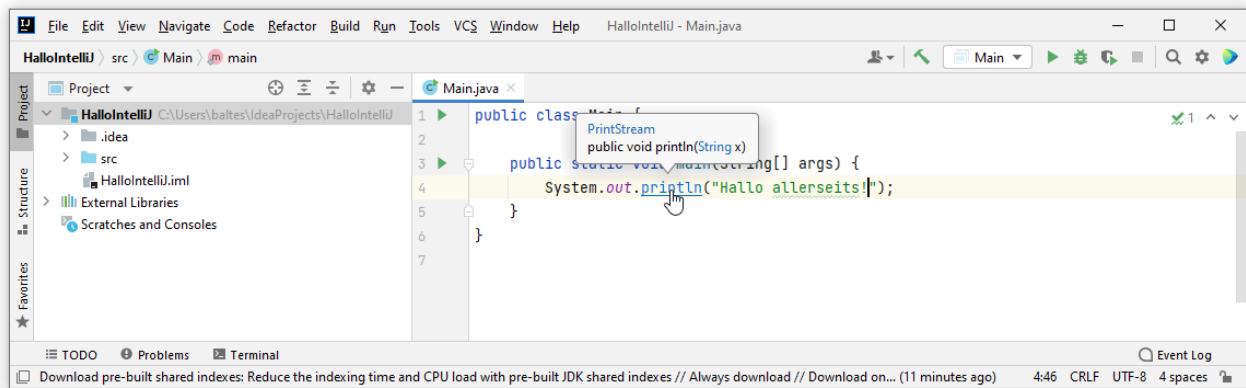 File Edit View Navigate Code Refactor Build Run Tools VCS Window Help HalloIntelliJ - Main.java
HalloIntelliJ src Main main Main
Project
Main.java
Project
HalloIntelliJ C:\Users\baltes\IdeaProjects\HalloIntelliJ
.idea
src
HalloIntelliJ.iml
External Libraries
Scratches and Consoles
Structure
Favorites
1 public class Main {
1
2
PrintStream
public void println(String x)
3 public static void main(String[] args) {
4 System.out.println("Hallo allerseits!");
5 }
6 }
7
TODO Problems Terminal Event Log
Download pre-built shared indexes: Reduce the indexing time and CPU load with pre-built JDK shared indexes // Always download // Download on... (11 minutes ago) 4:46 CRLF UTF-8 4 spaces